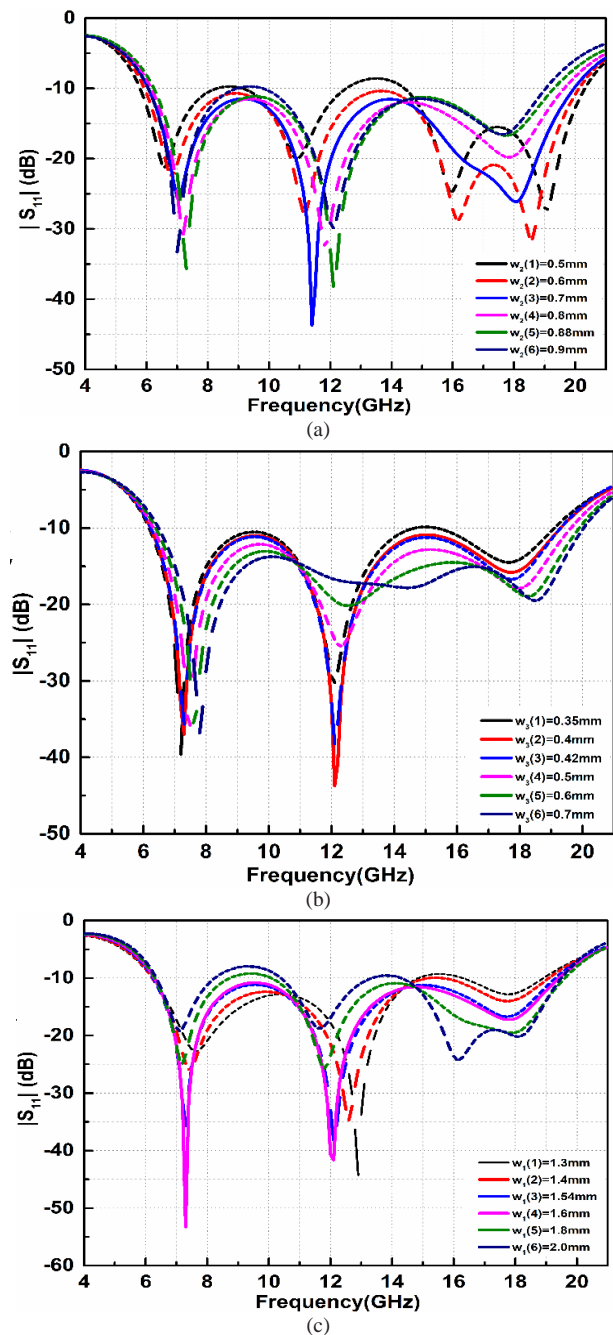 0
-10
-20
-30
-40
-50
4 6 8 10 12 14 16 18 20
| S11| (dB)
Frequency(GHz)
w2(1)=0.5mm
w2(2)=0.6mm
w2(3)=0.7mm
w2(4)=0.8mm
w2(5)=0.88mm
w2(6)=0.9mm
(a)
0
-10
-20
-30
-40
-50
4 6 8 10 12 14 16 18 20
|S11| (dB)
Frequency(GHz)
w3(1)=0.35mm
w3(2)=0.4mm
w3(3)=0.42mm
w3(4)=0.5mm
w3(5)=0.6mm
w3(6)=0.7mm
(b)
0
-10
-20
-30
-40
-50
-60
4 6 8 10 12 14 16 18 20
|S11| (dB)
Frequency(GHz)
w1(1)=1.3mm
w1(2)=1.4mm
w1(3)=1.54mm
w1(4)=1.6mm
w1(5)=1.8mm
w1(6)=2.0mm
(c)